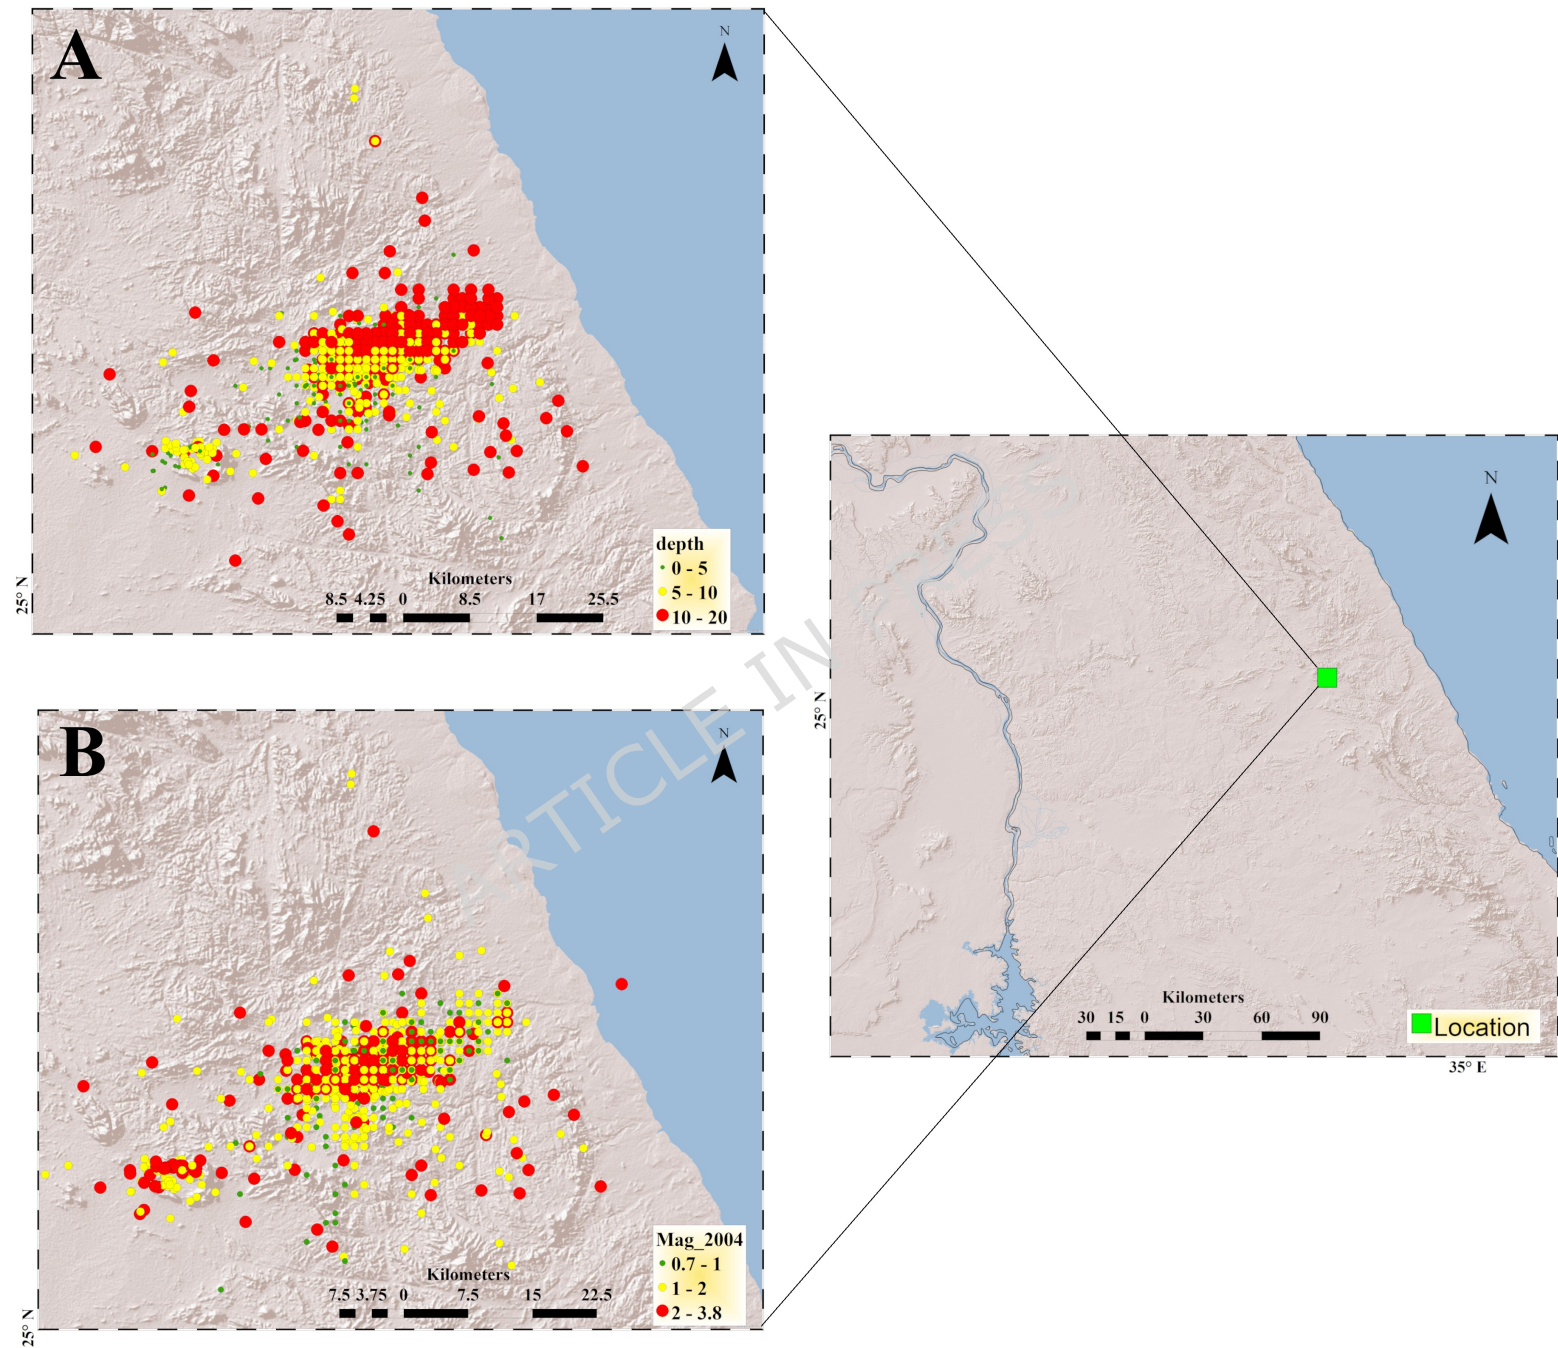 A
N
depth
0 - 5
5 - 10
10 - 20
Kilometers
8.5 4.25 0 8.5 17 25.5
25° N
B
N
Mag_2004
0.7 - 1
1 - 2
2 - 3.8
Kilometers
7.5 3.75 0 7.5 15 22.5
25° N
N
25° N
Kilometers
30 15 0 30 60 90
Location
35° E
ARTICLE IN PRESS